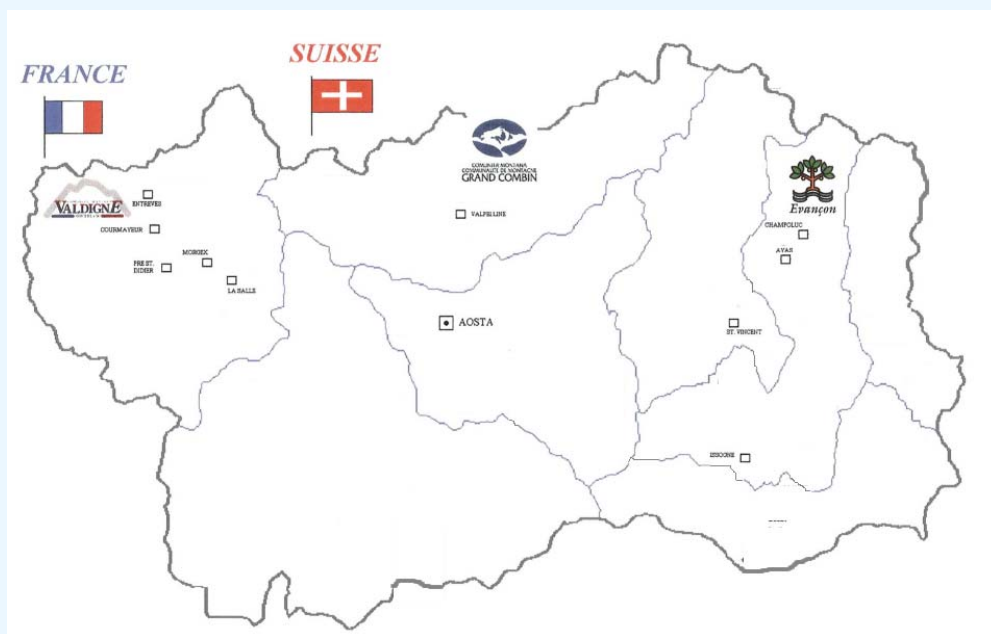 FRANCE
SUISSE
COMUNITÀ MONTANA
COMMUNAUTÉ DE MONTAGNE
GRAND COMBIN
VALDIGNE
ENTREVES
COURMAYEUR
PRE ST.
DIDIER
MORGEX
LA SALLE
VALPELLINE
Evançon
CHAMPOLUC
AYAS
AOSTA
ST. VINCENT
ISSOGNE